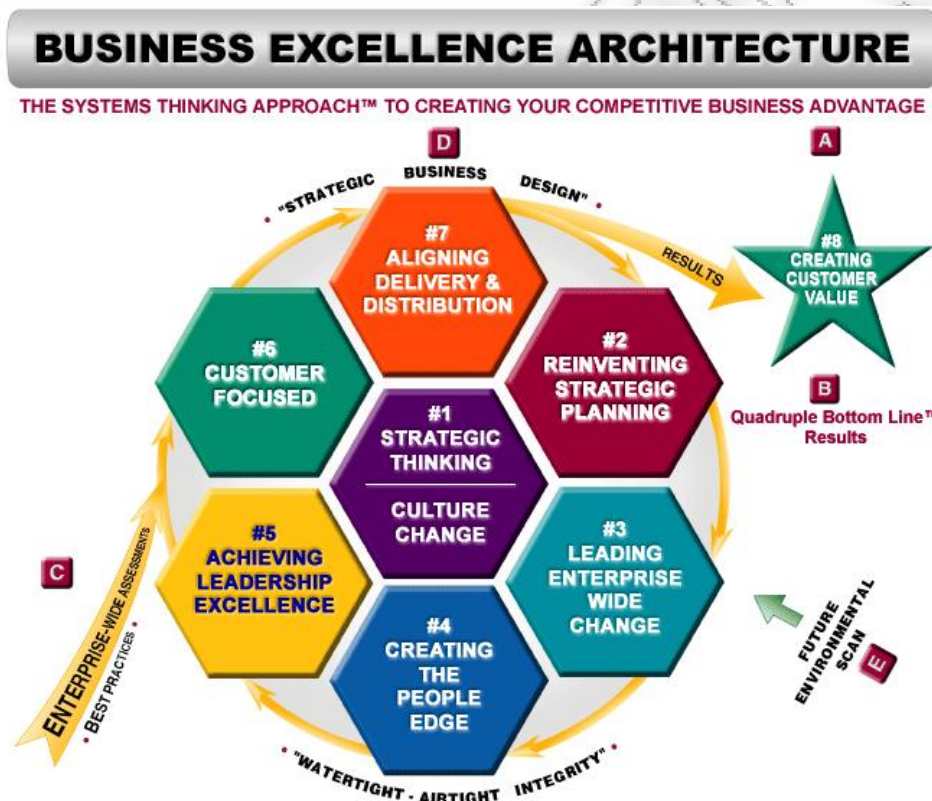 BUSINESS EXCELLENCE ARCHITECTURE
THE SYSTEMS THINKING APPROACH™ TO CREATING YOUR COMPETITIVE BUSINESS ADVANTAGE
D
A
• "STRATEGIC BUSINESS DESIGN" •
#7
ALIGNING
DELIVERY &
DISTRIBUTION
RESULTS
#8
CREATING
CUSTOMER
VALUE
#6
CUSTOMER
FOCUSED
#2
REINVENTING
STRATEGIC
PLANNING
B
Quadruple Bottom Line™
Results
#1
STRATEGIC
THINKING
CULTURE
CHANGE
#5
ACHIEVING
LEADERSHIP
EXCELLENCE
#3
LEADING
ENTERPRISE
WIDE
CHANGE
C
ENTERPRISE-WIDE ASSESSMENTS
• BEST PRACTICES •
#4
CREATING
THE
PEOPLE
EDGE
FUTURE
ENVIRONMENTAL
SCAN
E
• "WATERTIGHT - AIRTIGHT INTEGRITY" •